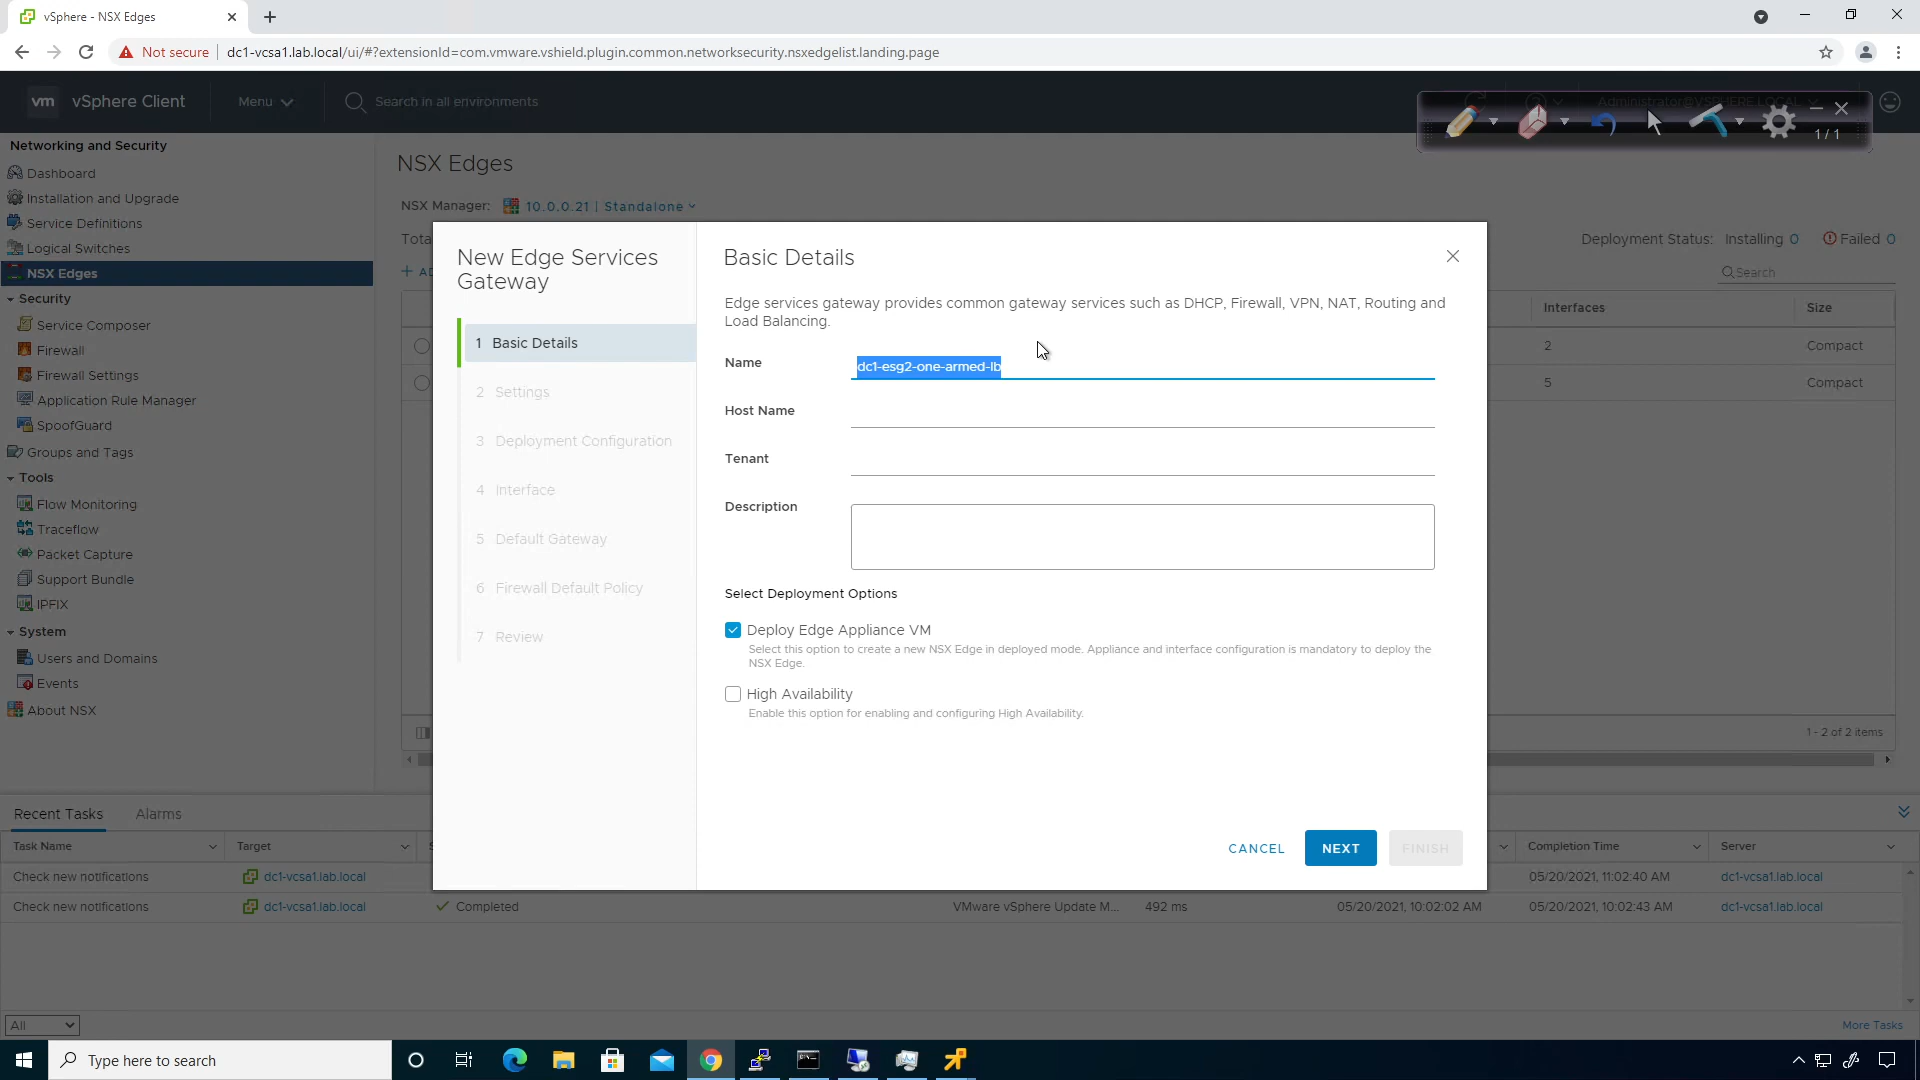 vSphere - NSX Edges
Not secure
dc1-vcsa1.lab.local/ui/#?extensionId=com.vmware.vshield.plugin.common.networksecurity.nsxedgelist.landing.page
vm vSphere Client
Menu
Search in all environments
Administrator@VSPHERE.LOCAL
1 / 1
Networking and Security
Dashboard
Installation and Upgrade
Service Definitions
Logical Switches
NSX Edges
Security
Service Composer
Firewall
Firewall Settings
Application Rule Manager
SpoofGuard
Groups and Tags
Tools
Flow Monitoring
Traceflow
Packet Capture
Support Bundle
IPFIX
System
Users and Domains
Events
About NSX
NSX Edges
NSX Manager: 10.0.0.21 | Standalone
Deployment Status: Installing 0 Failed 0
Search
Interfaces Size
2 Compact
5 Compact
1 - 2 of 2 items
New Edge Services
Gateway
1 Basic Details
2 Settings
3 Deployment Configuration
4 Interface
5 Default Gateway
6 Firewall Default Policy
7 Review
Basic Details
Edge services gateway provides common gateway services such as DHCP, Firewall, VPN, NAT, Routing and
Load Balancing.
Name
dc1-esg2-one-armed-lb
Host Name
Tenant
Description
Select Deployment Options
Deploy Edge Appliance VM
Select this option to create a new NSX Edge in deployed mode. Appliance and interface configuration is mandatory to deploy the
NSX Edge.
High Availability
Enable this option for enabling and configuring High Availability.
CANCEL
NEXT
FINISH
Recent Tasks
Alarms
Task Name Target Completion Time Server
Check new notifications dc1-vcsa1.lab.local 05/20/2021, 11:02:40 AM dc1-vcsa1.lab.local
Check new notifications dc1-vcsa1.lab.local Completed VMware vSphere Update M... 492 ms 05/20/2021, 10:02:02 AM 05/20/2021, 10:02:43 AM dc1-vcsa1.lab.local
All
More Tasks
Type here to search